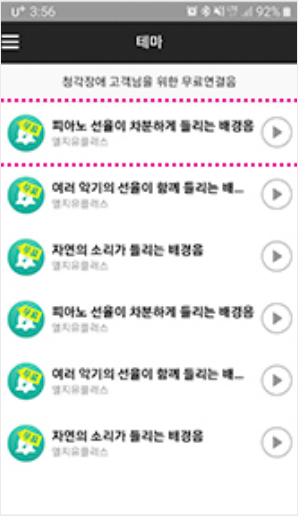 U+ 3:56 92%
테마
청각장애 고객님을 위한 무료연결음
무료
피아노 선율이 차분하게 들리는 배경음
엘지유플러스
무료
여러 악기의 선율이 함께 들리는 배...
엘지유플러스
무료
자연의 소리가 들리는 배경음
엘지유플러스
무료
피아노 선율이 차분하게 들리는 배경음
엘지유플러스
무료
여러 악기의 선율이 함께 들리는 배...
엘지유플러스
무료
자연의 소리가 들리는 배경음
엘지유플러스